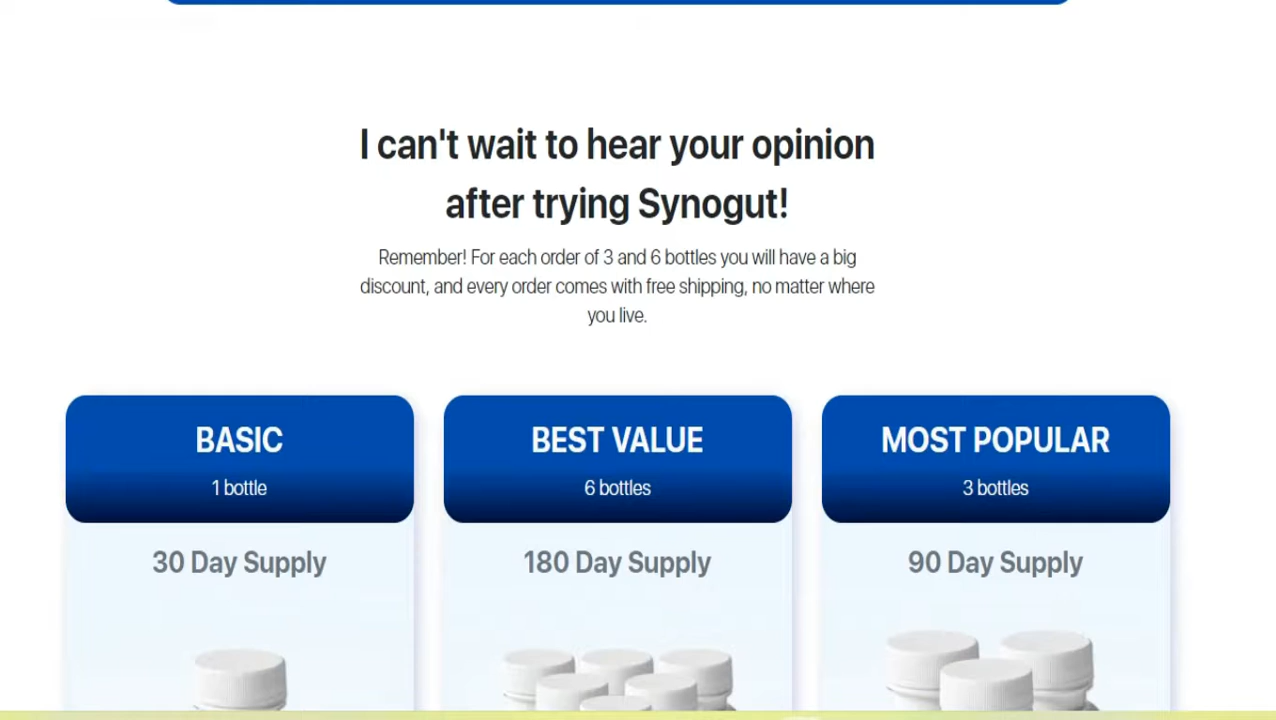 I can't wait to hear your opinion
after trying Synogut!
Remember! For each order of 3 and 6 bottles you will have a big
discount, and every order comes with free shipping, no matter where
you live.
BASIC
1 bottle
30 Day Supply
BEST VALUE
6 bottles
180 Day Supply
MOST POPULAR
3 bottles
90 Day Supply